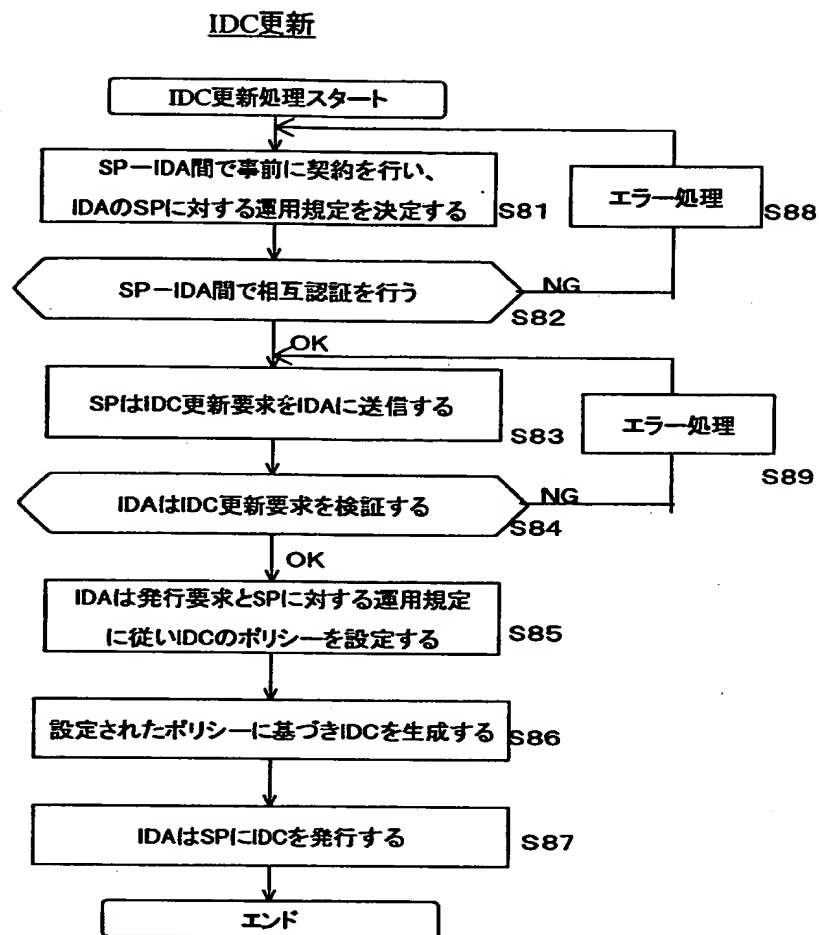 IDC更新
IDC更新処理スタート
SP－IDA間で事前に契約を行い、
IDAのSPに対する運用規定を決定する
S81
エラー処理
S88
SP－IDA間で相互認証を行う
NG
S82
OK
SPはIDC更新要求をIDAに送信する
S83
エラー処理
S89
IDAはIDC更新要求を検証する
NG
S84
OK
IDAは発行要求とSPに対する運用規定
に従いIDCのポリシーを設定する
S85
設定されたポリシーに基づきIDCを生成する
S86
IDAはSPにIDCを発行する
S87
エンド